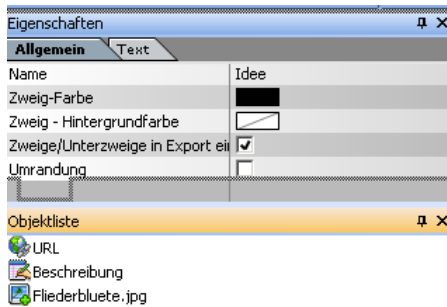 Eigenschaften
Allgemein Text
Name Idee
Zweig-Farbe
Zweig - Hintergrundfarbe
Zweige/Unterzweige in Export ein
Umrandung
Objektliste
URL
Beschreibung
Fliederbluete.jpg